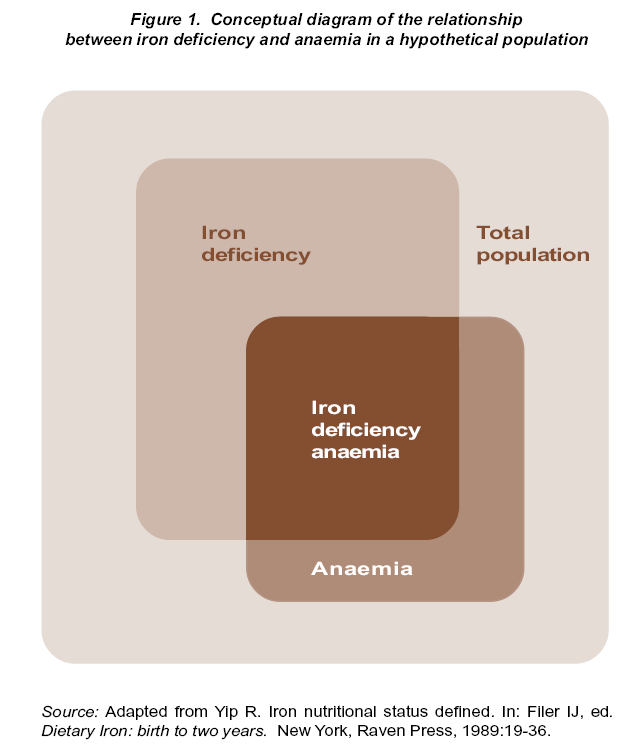 Figure 1. Conceptual diagram of the relationship
between iron deficiency and anaemia in a hypothetical population
Iron
deficiency
Total
population
Iron
deficiency
anaemia
Anaemia
Source: Adapted from Yip R. Iron nutritional status defined. In: Filer IJ, ed.
Dietary Iron: birth to two years. New York, Raven Press, 1989:19-36.